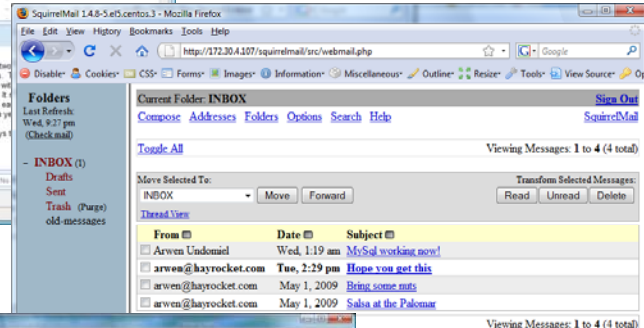 SquirrelMail 1.4.8-5.el5.centos.3 - Mozilla Firefox
File Edit View History Bookmarks Tools Help
http://172.30.4.107/squirrelmail/src/webmail.php
Google
Disable Cookies CSS Forms Images Information Miscellaneous Outline Resize Tools View Source
Folders
Last Refresh:
Wed, 9:27 pm
(Check mail)
- INBOX (1)
Drafts
Sent
Trash (Purge)
old-messages
Current Folder: INBOX Sign Out
Compose Addresses Folders Options Search Help SquirrelMail
Toggle All Viewing Messages: 1 to 4 (4 total)
Move Selected To: Transform Selected Messages:
INBOX Move Forward Read Unread Delete
Thread View
From Date Subject
Arwen Undomiel Wed, 1:19 am MySql working now!
arwen@hayrocket.com Tue, 2:29 pm Hope you get this
arwen@hayrocket.com May 1, 2009 Bring some nuts
arwen@hayrocket.com May 1, 2009 Salsa at the Palomar
Viewing Messages: 1 to 4 (4 total)